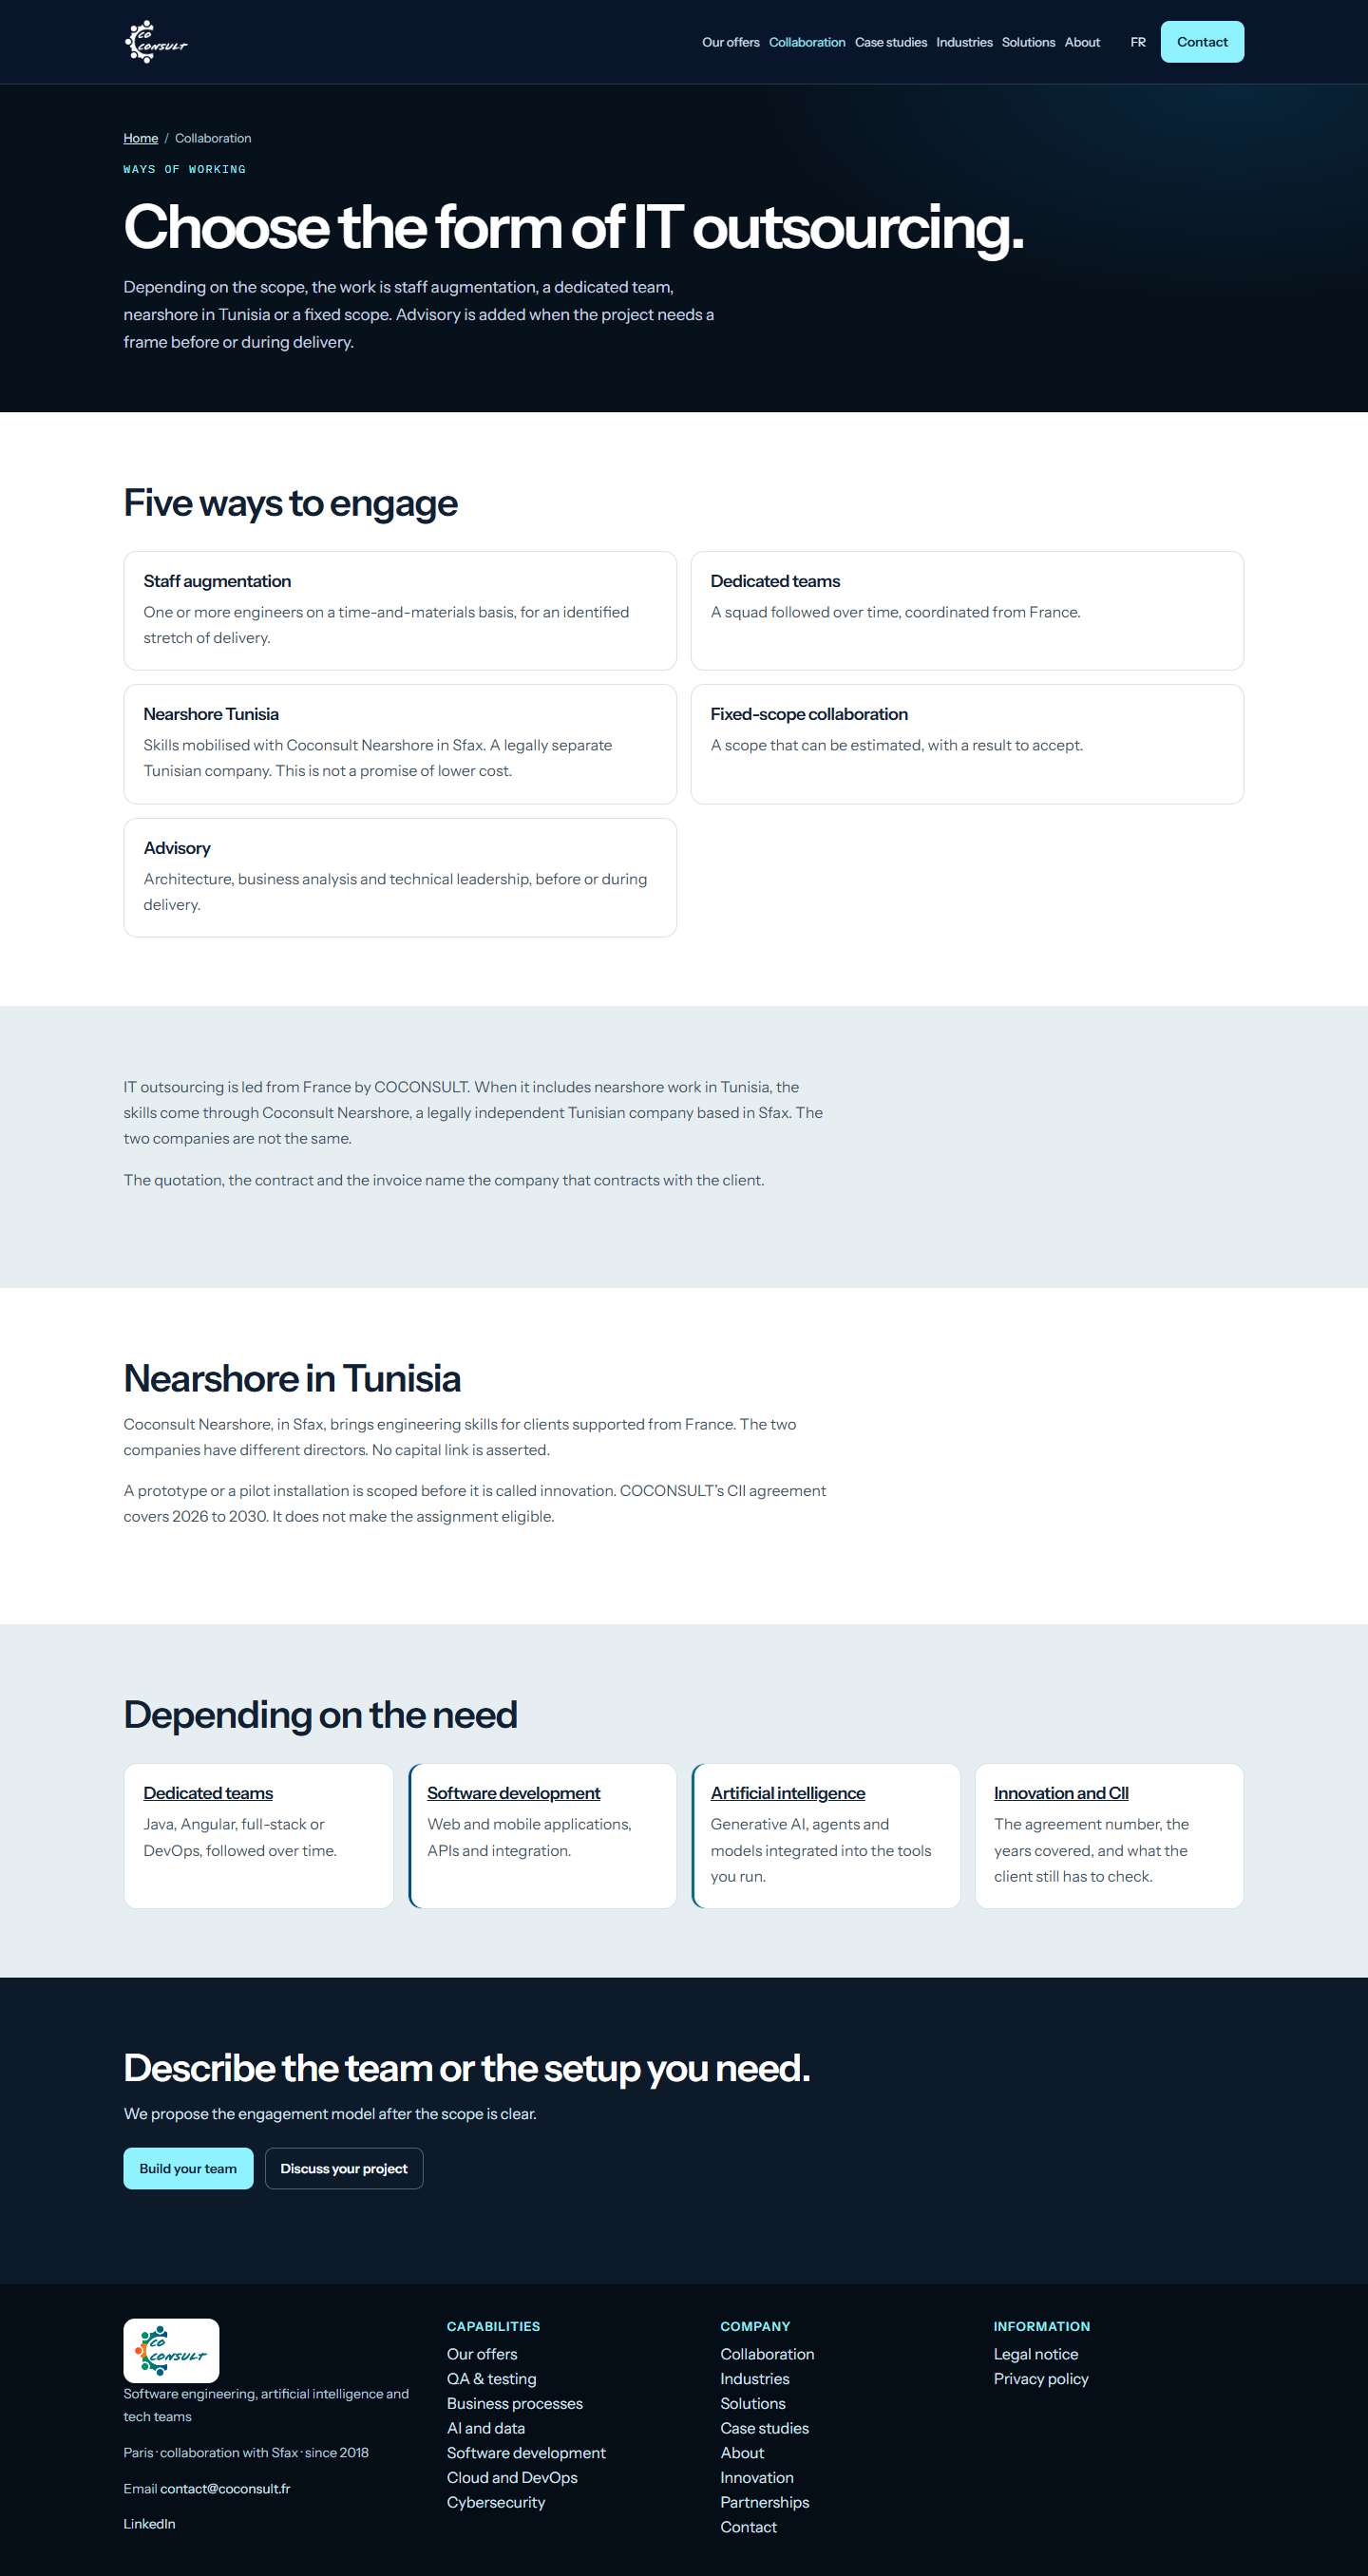 CO
CONSULT
Our offers Collaboration Case studies Industries Solutions About FR Contact
Home / Collaboration
WAYS OF WORKING
Choose the form of IT outsourcing.
Depending on the scope, the work is staff augmentation, a dedicated team,
nearshore in Tunisia or a fixed scope. Advisory is added when the project needs a
frame before or during delivery.
Five ways to engage
Staff augmentation
One or more engineers on a time-and-materials basis, for an identified
stretch of delivery.
Dedicated teams
A squad followed over time, coordinated from France.
Nearshore Tunisia
Skills mobilised with Coconsult Nearshore in Sfax. A legally separate
Tunisian company. This is not a promise of lower cost.
Fixed-scope collaboration
A scope that can be estimated, with a result to accept.
Advisory
Architecture, business analysis and technical leadership, before or during
delivery.
IT outsourcing is led from France by COCONSULT. When it includes nearshore work in Tunisia, the
skills come through Coconsult Nearshore, a legally independent Tunisian company based in Sfax. The
two companies are not the same.
The quotation, the contract and the invoice name the company that contracts with the client.
Nearshore in Tunisia
Coconsult Nearshore, in Sfax, brings engineering skills for clients supported from France. The two
companies have different directors. No capital link is asserted.
A prototype or a pilot installation is scoped before it is called innovation. COCONSULT's CII agreement
covers 2026 to 2030. It does not make the assignment eligible.
Depending on the need
Dedicated teams
Java, Angular, full-stack or
DevOps, followed over time.
Software development
Web and mobile applications,
APIs and integration.
Artificial intelligence
Generative AI, agents and
models integrated into the tools
you run.
Innovation and CII
The agreement number, the
years covered, and what the
client still has to check.
Describe the team or the setup you need.
We propose the engagement model after the scope is clear.
Build your team
Discuss your project
CO
CONSULT
Software engineering, artificial intelligence and
tech teams
Paris · collaboration with Sfax · since 2018
Email contact@coconsult.fr
LinkedIn
CAPABILITIES
Our offers
QA & testing
Business processes
AI and data
Software development
Cloud and DevOps
Cybersecurity
COMPANY
Collaboration
Industries
Solutions
Case studies
About
Innovation
Partnerships
Contact
INFORMATION
Legal notice
Privacy policy